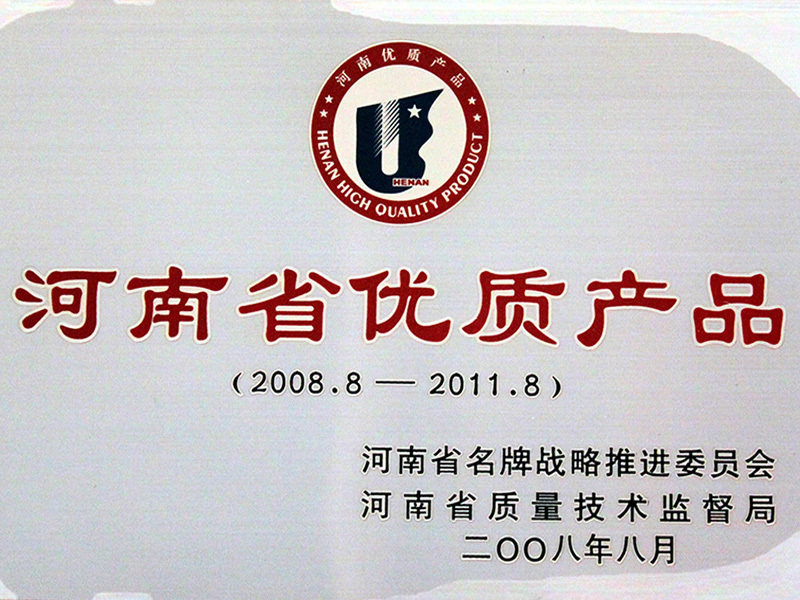 河南优质产品
HENAN
HENAN HIGH QUALITY PRODUCT
河南省优质产品
(2008.8 — 2011.8)
河南省名牌战略推进委员会
河南省质量技术监督局
二〇〇八年八月